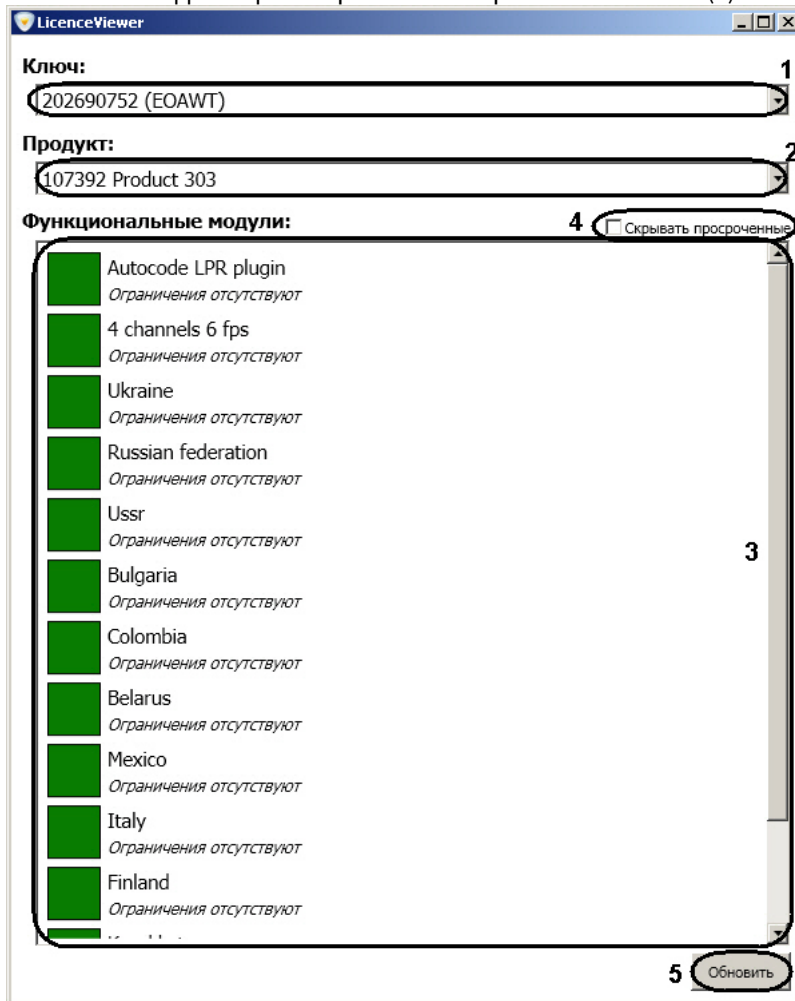 LicenceViewer
Ключ:
1
202690752 (EOAWT)
Продукт:
2
107392 Product 303
Функциональные модули:
4
Скрывать просроченные
Autocode LPR plugin
Ограничения отсутствуют
4 channels 6 fps
Ограничения отсутствуют
Ukraine
Ограничения отсутствуют
Russian federation
Ограничения отсутствуют
Ussr
Ограничения отсутствуют
3
Bulgaria
Ограничения отсутствуют
Colombia
Ограничения отсутствуют
Belarus
Ограничения отсутствуют
Mexico
Ограничения отсутствуют
Italy
Ограничения отсутствуют
Finland
Ограничения отсутствуют
5
Обновить